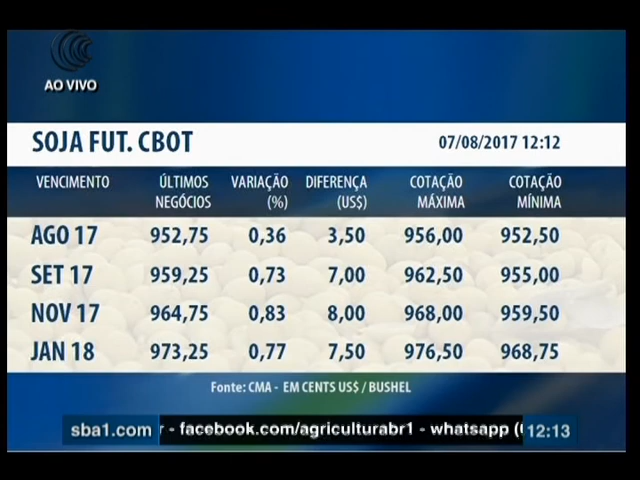 AO VIVO
SOJA FUT. CBOT 07/08/2017 12:12
VENCIMENTO ÚLTIMOS NEGÓCIOS VARIAÇÃO (%) DIFERENÇA (US$) COTAÇÃO MÁXIMA COTAÇÃO MÍNIMA
AGO 17 952,75 0,36 3,50 956,00 952,50
SET 17 959,25 0,73 7,00 962,50 955,00
NOV 17 964,75 0,83 8,00 968,00 959,50
JAN 18 973,25 0,77 7,50 976,50 968,75
Fonte: CMA - EM CENTS US$ / BUSHEL
sba1.com - facebook.com/agriculturabr1 - whatsapp 12:13